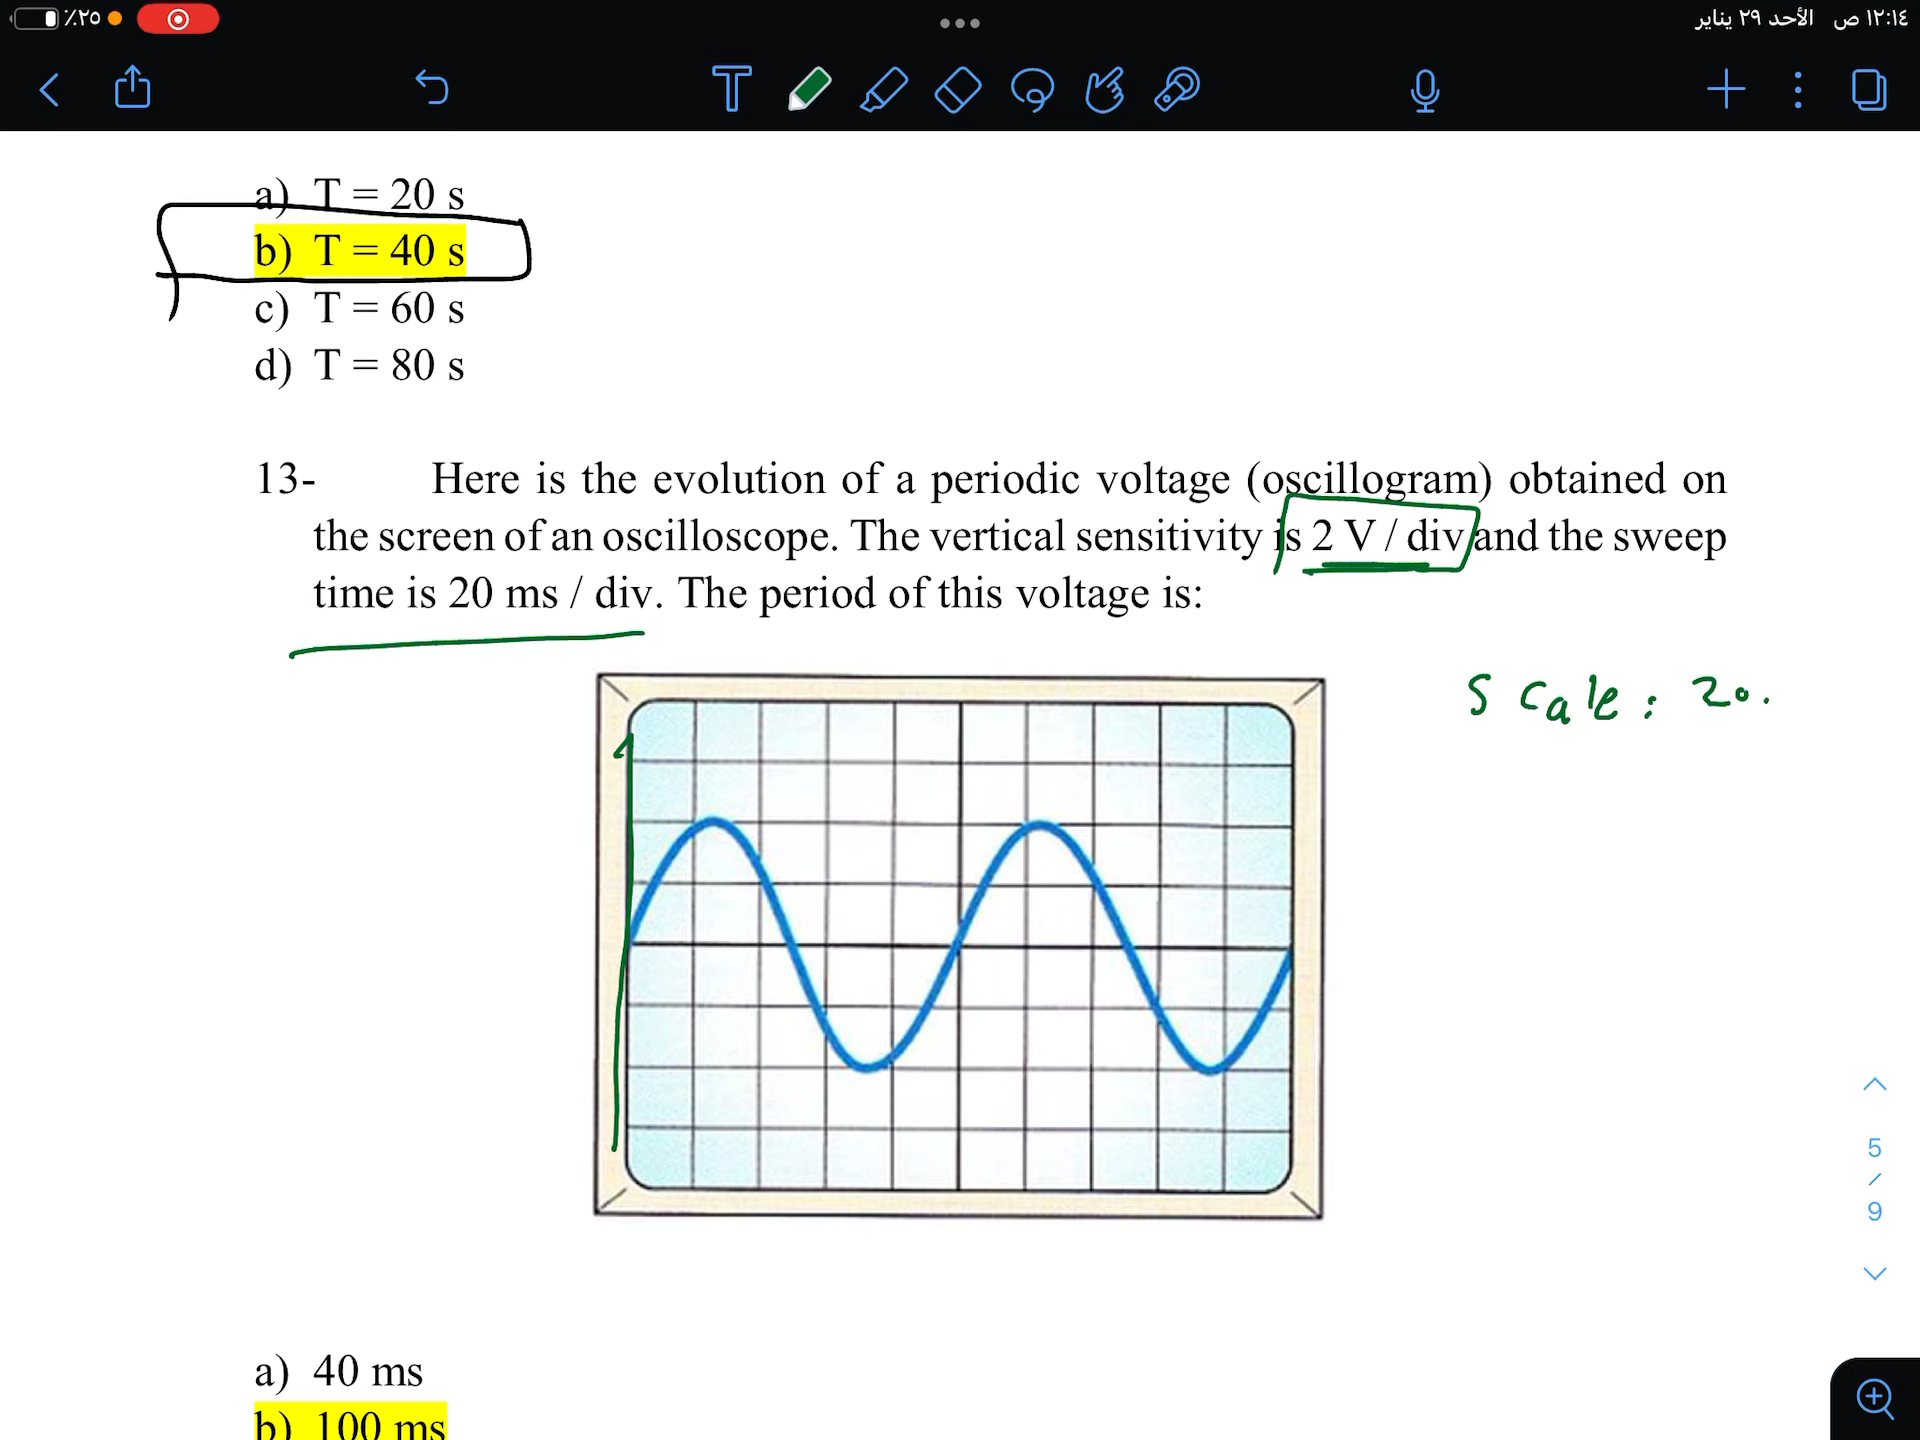 ٪٢٥
١٢:١٤ ص الأحد ٢٩ يناير
T
a) T = 20 s
b) T = 40 s
c) T = 60 s
d) T = 80 s
13- Here is the evolution of a periodic voltage (oscillogram) obtained on
the screen of an oscilloscope. The vertical sensitivity is 2 V / div and the sweep
time is 20 ms / div. The period of this voltage is:
Scale: 20.
5
/
9
a) 40 ms
b) 100 ms